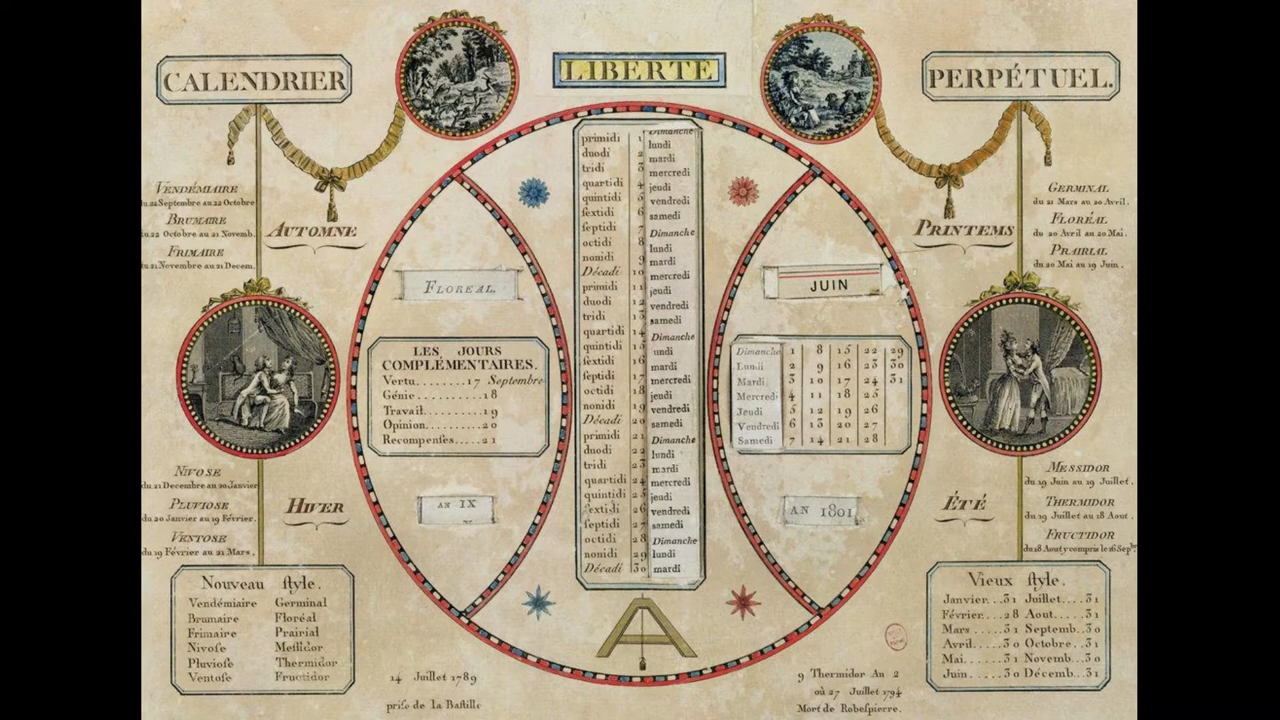 CALENDRIER
LIBERTE
PERPÉTUEL.
VENDÉMIAIRE
du 22 Septembre au 22 Octobre
BRUMAIRE
du 22 Octobre au 21 Novemb.
FRIMAIRE
du 21 Novembre au 21 Decem.
AUTOMNE
NIVOSE
du 21 Decembre au 20 Janvier
PLUVIOSE
du 20 Janvier au 19 Février.
VENTOSE
du 19 Février au 21 Mars.
HIVER
Nouveau ſtyle.
Vendémiaire Germinal
Brumaire Floréal
Frimaire Prairial
Nivoſe Meſſidor
Pluvioſe Thermidor
Ventoſe Fructidor
FLOREAL.
LES JOURS
COMPLÉMENTAIRES.
Vertu........17 Septembre
Génie.........18
Travail.........19
Opinion.........20
Recompenſes.....21
AN IX
14 Juillet 1789
priſe de la Baſtille
primidi 1 Dimanche
duodi 2 lundi
tridi 3 mardi
quartidi 4 mercredi
quintidi 5 jeudi
ſextidi 6 vendredi
ſeptidi 7 samedi
octidi 8 Dimanche
nonidi 9 lundi
Décadi 10 mardi
primidi 11 mercredi
duodi 12 jeudi
tridi 13 vendredi
quartidi 14 samedi
quintidi 15 Dimanche
ſextidi 16 undi
ſeptidi 17 mardi
octidi 18 mercredi
nonidi 19 jeudi
Décadi 20 vendredi
primidi 21 samedi
duodi 22 Dimanche
tridi 23 lundi
quartidi 24 mardi
quintidi 25 mercredi
ſextidi 26 jeudi
ſeptidi 27 vendredi
octidi 28 samedi
nonidi 29 Dimanche
Décadi 30 lundi
mardi
A
JUIN
Dimanche 1 8 15 22 29
Lundi 2 9 16 23 30
Mardi 3 10 17 24 31
Mercredi 4 11 18 25
Jeudi 5 12 19 26
Vendredi 6 13 20 27
Samedi 7 14 21 28
AN 1801
9 Thermidor An 2
où 27 Juillet 1794
Mort de Robeſpierre.
GERMINAL
du 21 Mars au 20 Avril.
FLORÉAL
du 20 Avril au 20 Mai.
PRAIRIAL
du 20 Mai au 19 Juin.
PRINTEMS
MESSIDOR
du 19 Juin au 19 Juillet.
THERMIDOR
du 19 Juillet au 18 Aout.
FRUCTIDOR
du 18 Aout y compris le 16 Sepbr
ÉTÉ
Vieux ſtyle.
Janvier...31 Juillet....31
Février...28 Aout.....31
Mars.....31 Septemb..30
Avril....30 Octobre..31
Mai.....31 Novemb..30
Juin.....30 Décemb..31